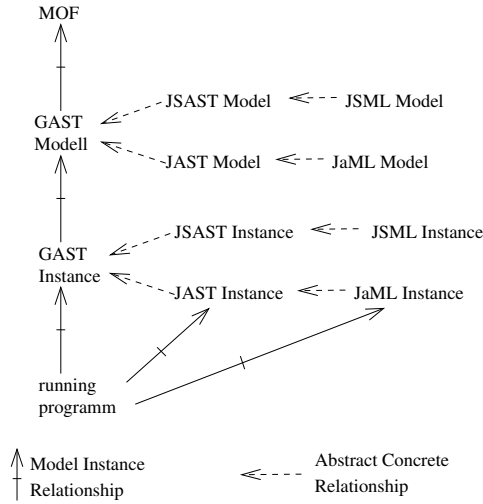 MOF
JSAST Model
JSML Model
GAST
Modell
JAST Model
JaML Model
JSAST Instance
JSML Instance
GAST
Instance
JAST Instance
JaML Instance
running
programm
Model Instance
Relationship
Abstract Concrete
Relationship